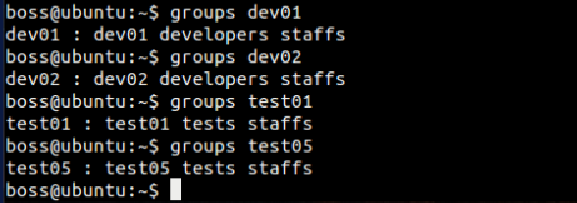 boss@ubuntu:~$ groups dev01
dev01 : dev01 developers staffs
boss@ubuntu:~$ groups dev02
dev02 : dev02 developers staffs
boss@ubuntu:~$ groups test01
test01 : test01 tests staffs
boss@ubuntu:~$ groups test05
test05 : test05 tests staffs
boss@ubuntu:~$